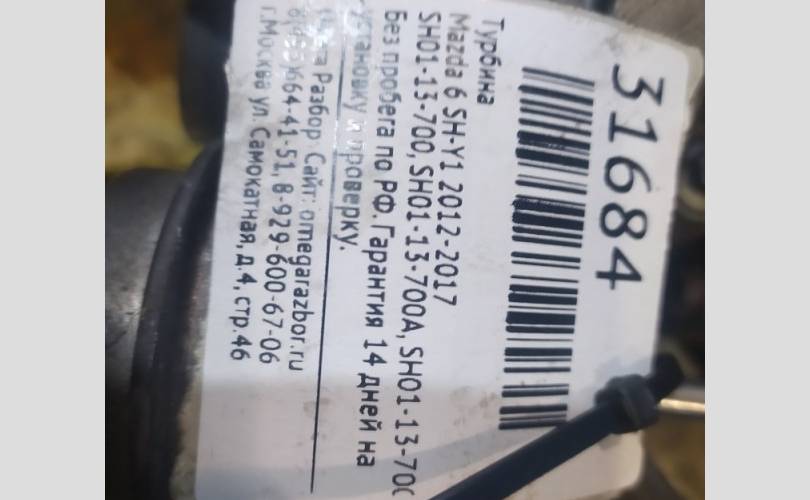 31684
Турбина
Mazda 6 SH-Y1 2012-2017
SH01-13-700, SH01-13-700A, SH01-13-70
Без пробега по РФ. Гарантия 14 дней на
установку и проверку.
Разбор Сайт: omegarazbor.ru
664-41-51, 8-929-600-67-06
г.Москва ул. Самокатная, д.4, стр.46